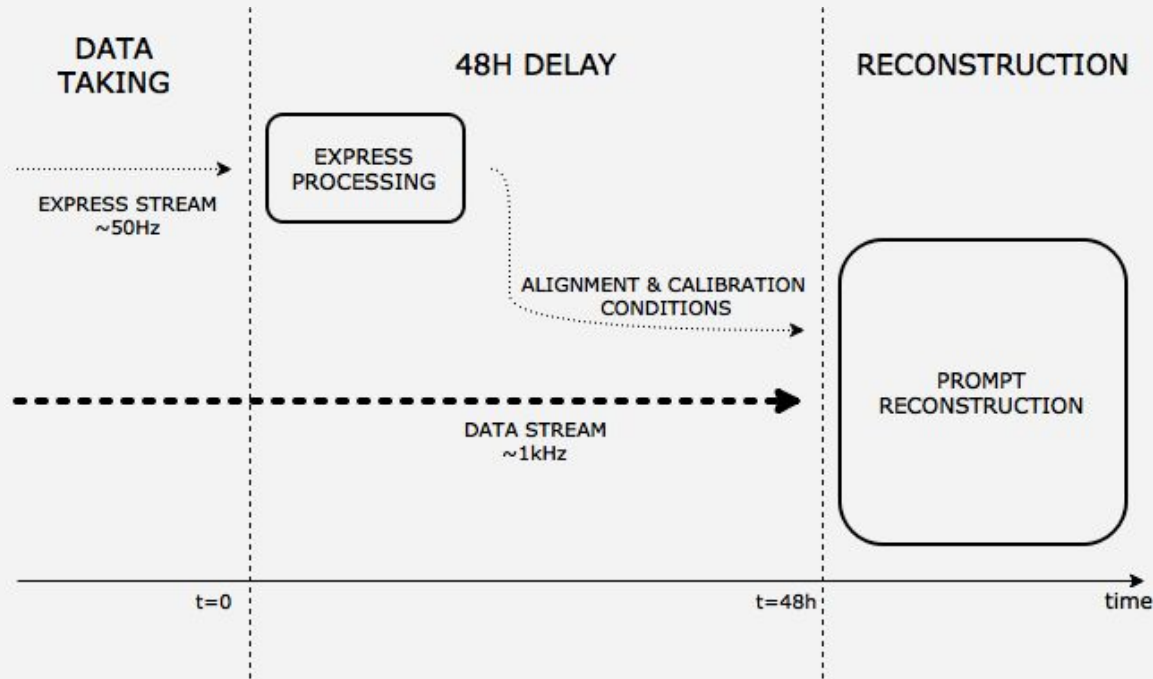 DATA
TAKING
48H DELAY
RECONSTRUCTION
EXPRESS
PROCESSING
EXPRESS STREAM
~50Hz
ALIGNMENT & CALIBRATION
CONDITIONS
PROMPT
RECONSTRUCTION
DATA STREAM
~1kHz
t=0
t=48h
time